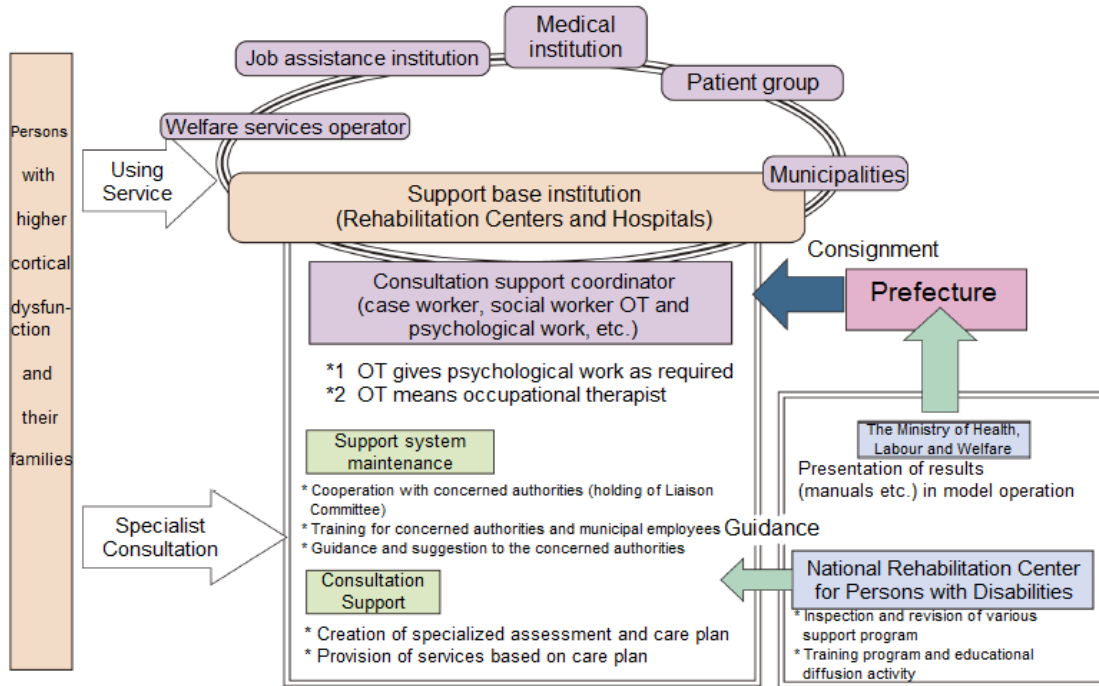 Medical
institution
Job assistance institution
Patient group
Welfare services operator
Municipalities
Persons
with
higher
cortical
dysfun-
ction
and
their
families
Using
Service
Support base institution
(Rehabilitation Centers and Hospitals)
Consignment
Prefecture
Consultation support coordinator
(case worker, social worker OT and
psychological work, etc.)
*1 OT gives psychological work as required
*2 OT means occupational therapist
The Ministry of Health,
Labour and Welfare
Presentation of results
(manuals etc.) in model operation
Support system
maintenance
* Cooperation with concerned authorities (holding of Liaison
Committee)
* Training for concerned authorities and municipal employees
* Guidance and suggestion to the concerned authorities
Specialist
Consultation
Guidance
Consultation
Support
* Creation of specialized assessment and care plan
* Provision of services based on care plan
National Rehabilitation Center
for Persons with Disabilities
* Inspection and revision of various
support program
* Training program and educational
diffusion activity